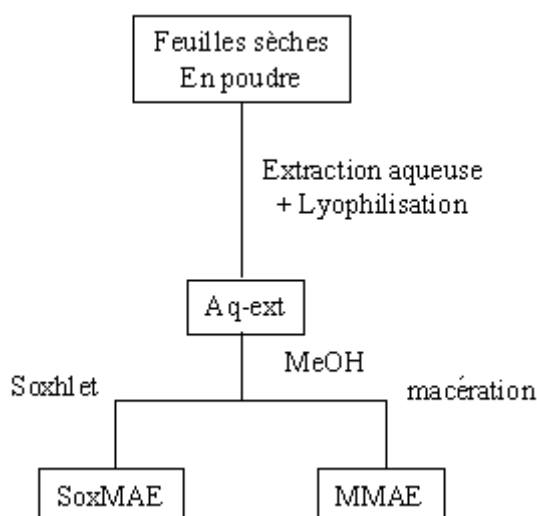 Feuilles sèches
En poudre
Extraction aqueuse
+ Lyophilisation
Aq-ext
MeOH
Soxhlet
macération
SoxMAE
MMAE